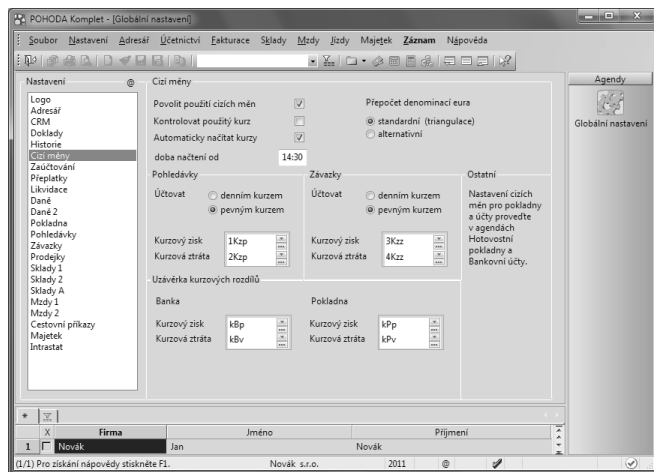 POHODA Komplet - [Globální nastavení]
Soubor Nastavení Adresář Účetnictví Fakturace Sklady Mzdy Jízdy Majetek Záznam Nápověda
Nastavení @
Logo
Adresář
CRM
Doklady
Historie
Cizí měny
Zaúčtování
Přeplatky
Likvidace
Daně
Daně 2
Pokladna
Pohledávky
Závazky
Prodejky
Sklady 1
Sklady 2
Sklady A
Mzdy 1
Mzdy 2
Cestovní příkazy
Majetek
Intrastat
Cizí měny
Povolit použití cizích měn
Kontrolovat použitý kurz
Automaticky načítat kurzy
doba načtení od 14:30
Přepočet denominací eura
standardní (triangulace)
alternativní
Pohledávky
Účtovat denním kurzem
pevným kurzem
Kurzový zisk 1Kzp
Kurzová ztráta 2Kzp
Závazky
Účtovat denním kurzem
pevným kurzem
Kurzový zisk 3Kzz
Kurzová ztráta 4Kzz
Ostatní
Nastavení cizích
měn pro pokladny
a účty proveďte
v agendách
Hotovostní
pokladny a
Bankovní účty.
Uzávěrka kurzových rozdílů
Banka
Kurzový zisk kBp
Kurzová ztráta kBv
Pokladna
Kurzový zisk kPp
Kurzová ztráta kPv
Agendy
Globální nastavení
X Firma Jméno Příjmení
1 Novák Jan Novák
(1/1) Pro získání nápovědy stiskněte F1. Novák s.r.o. 2011 @